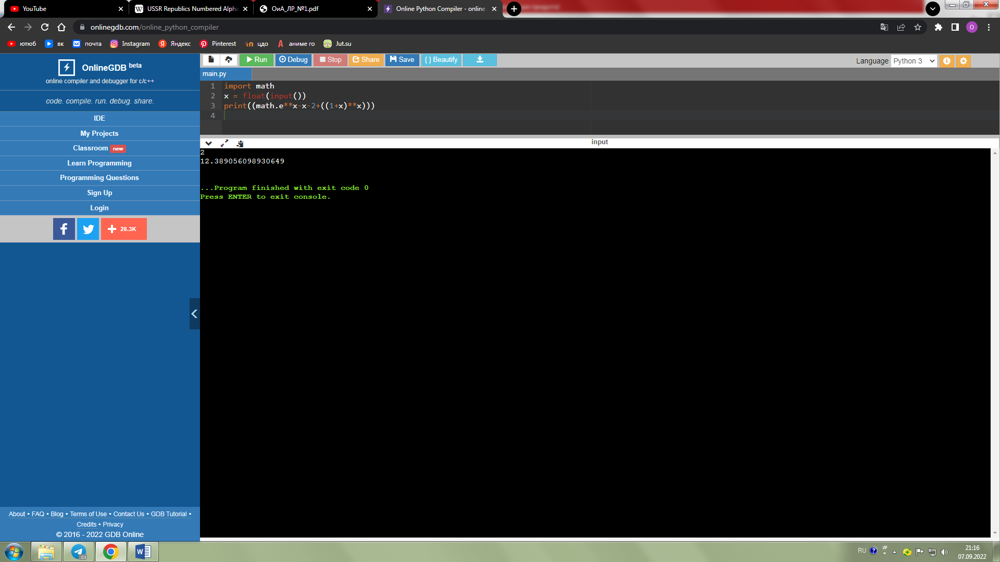 YouTube
USSR Republics Numbered Alpha
ОиА_ЛР_№1.pdf
Online Python Compiler - online
onlinegdb.com/online_python_compiler
O
ютюб
вк
почта
Instagram
Яндекс
Pinterest
цдо
аниме го
Jut.su
OnlineGDB beta
online compiler and debugger for c/c++
code. compile. run. debug. share.
IDE
My Projects
Classroom new
Learn Programming
Programming Questions
Sign Up
Login
28.3K
About • FAQ • Blog • Terms of Use • Contact Us • GDB Tutorial •
Credits • Privacy
© 2016 - 2022 GDB Online
Run
Debug
Stop
Share
Save
{ } Beautify
Language Python 3
main.py
1 import math
2 x = float(input())
3 print((math.e**x-x-2+((1+x)**x)))
4
input
2
12.389056098930649
...Program finished with exit code 0
Press ENTER to exit console.
.03
RU
21:16
07.09.2022